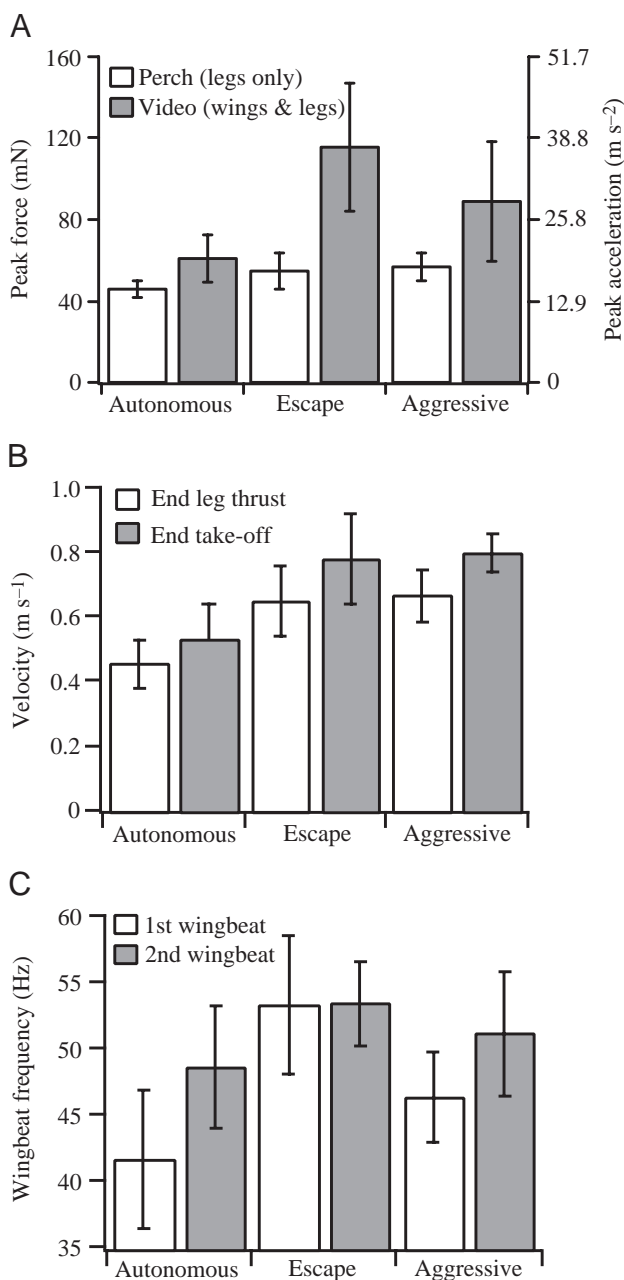 A
160
120
80
40
0
Peak force (mN)
Perch (legs only)
Video (wings & legs)
51.7
38.8
25.8
12.9
0
Peak acceleration (m s−2)
Autonomous Escape Aggressive
B
1.0
0.8
0.6
0.4
0.2
0
Velocity (m s−1)
End leg thrust
End take-off
Autonomous Escape Aggressive
C
60
55
50
45
40
35
Wingbeat frequency (Hz)
1st wingbeat
2nd wingbeat
Autonomous Escape Aggressive